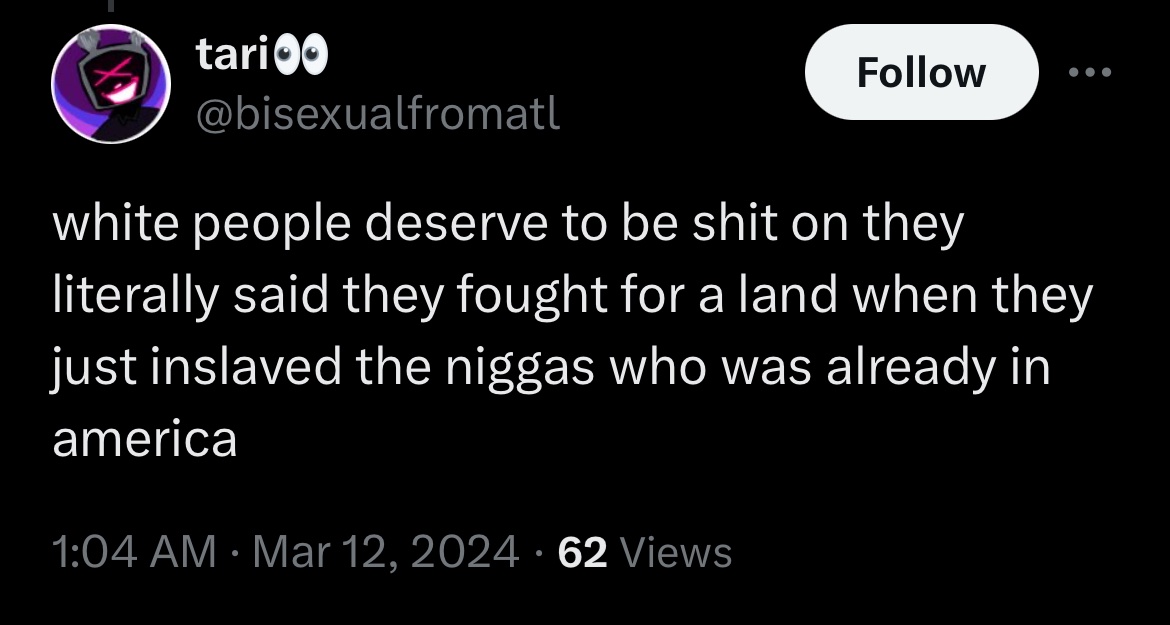 tari👀
@bisexualfromatl
Follow
white people deserve to be shit on they
literally said they fought for a land when they
just inslaved the niggas who was already in
america
1:04 AM · Mar 12, 2024 · 62 Views